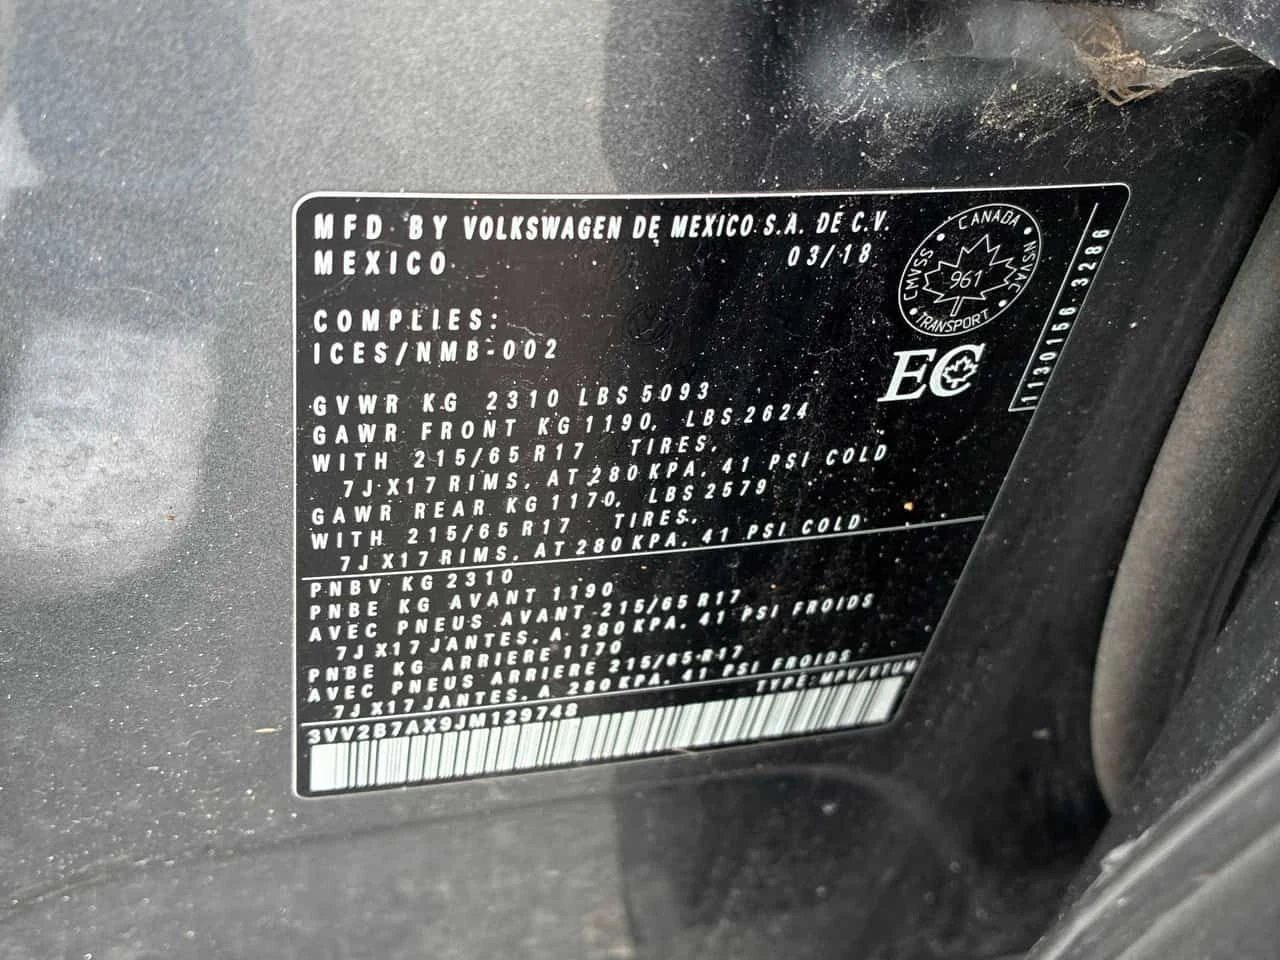 MFD BY VOLKSWAGEN DE MEXICO S.A. DE C.V.
MEXICO 03/18
COMPLIES:
ICES/NMB-002
GVWR KG 2310 LBS 5093
GAWR FRONT KG 1190, LBS 2624
WITH 215/65 R17 TIRES,
7J X17 RIMS, AT 280 KPA, 41 PSI COLD
GAWR REAR KG 1170, LBS 2579
WITH 215/65 R17 TIRES,
7J X17 RIMS, AT 280 KPA, 41 PSI COLD
PNBV KG 2310
PNBE KG AVANT 1190
AVEC PNEUS AVANT 215/65 R17
7J X17 JANTES, A 280 KPA, 41 PSI FROIDS
PNBE KG ARRIERE 1170
AVEC PNEUS ARRIERE 215/65 R17
7J X17 JANTES, A 280 KPA, 41 PSI FROIDS
3VV2B7AX9JM129748 TYPE: MPV/VTUM
CANADA
CMVSS 961 NSVAC
TRANSPORT
EC
1130156 3286